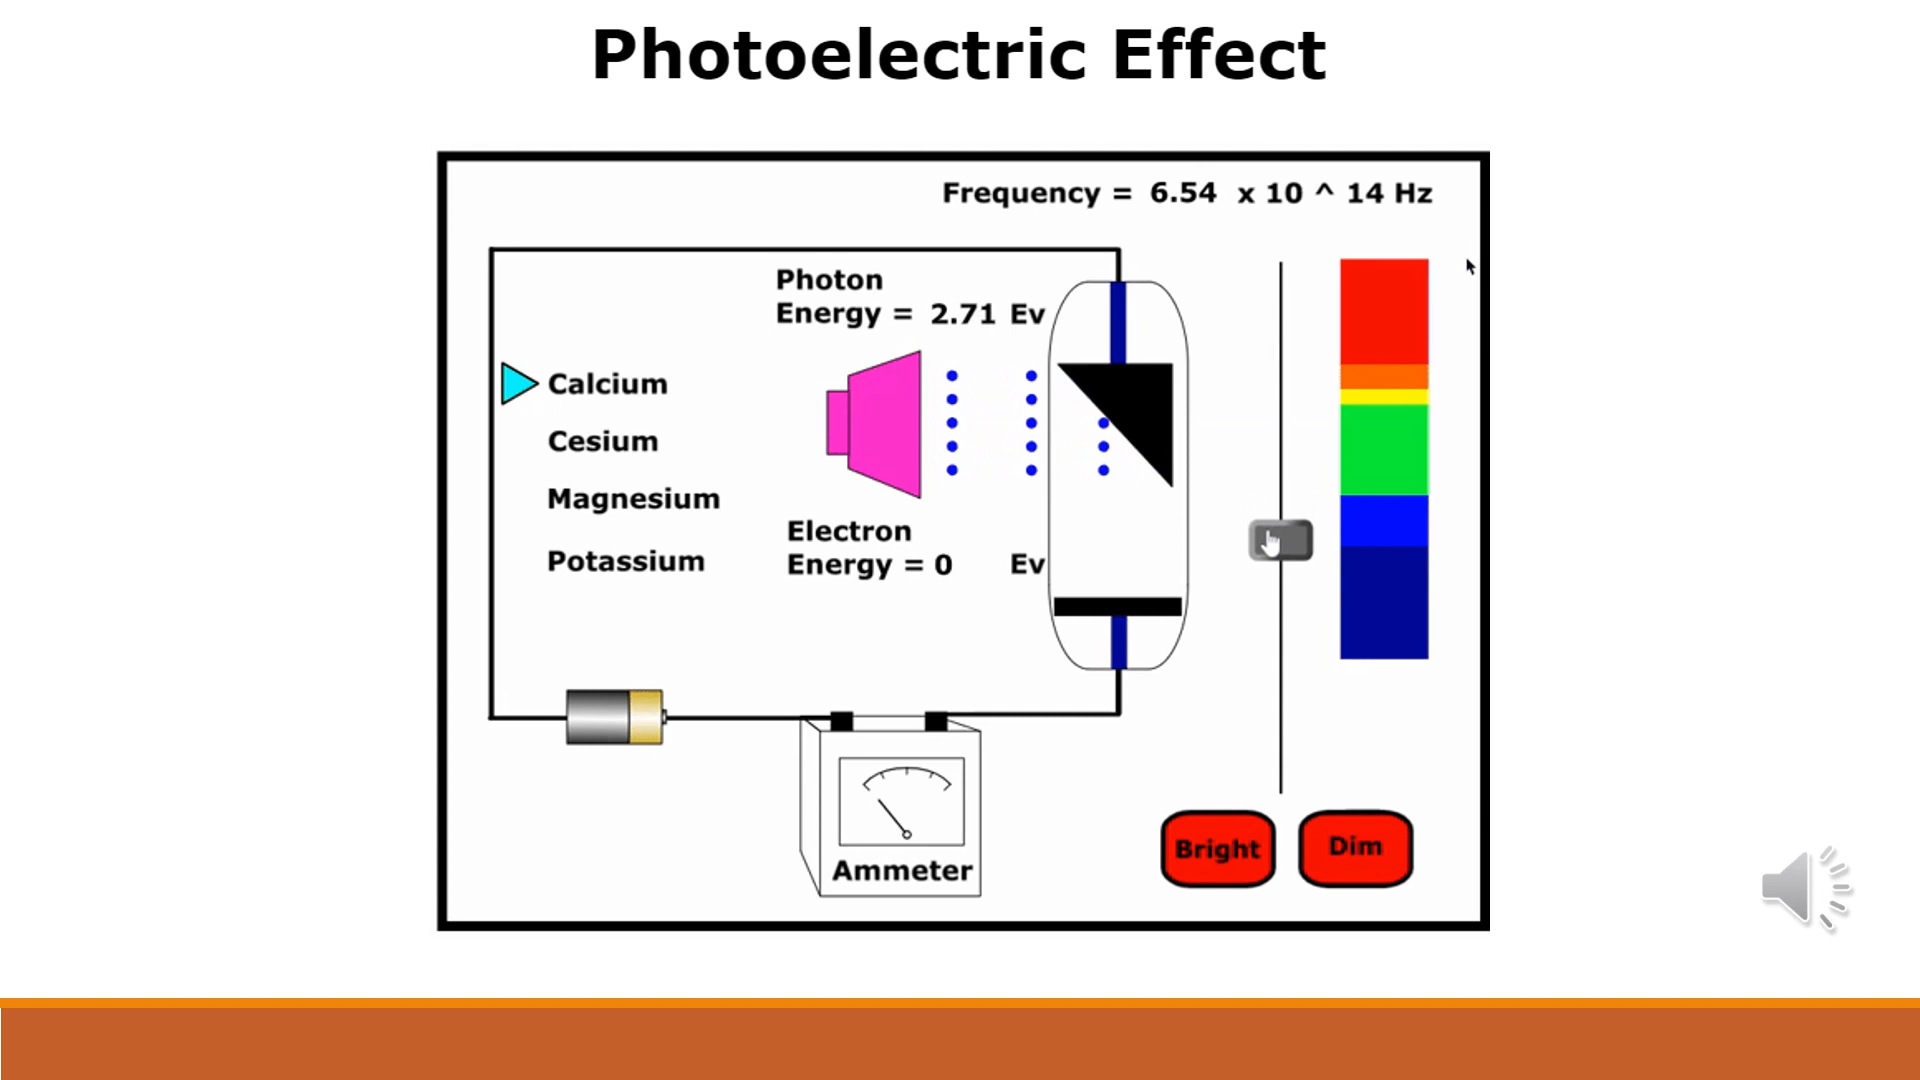 Photoelectric Effect
Frequency = 6.54 x 10 ^ 14 Hz
Photon
Energy = 2.71 Ev
Calcium
Cesium
Magnesium
Potassium
Electron
Energy = 0 Ev
Ammeter
Bright
Dim